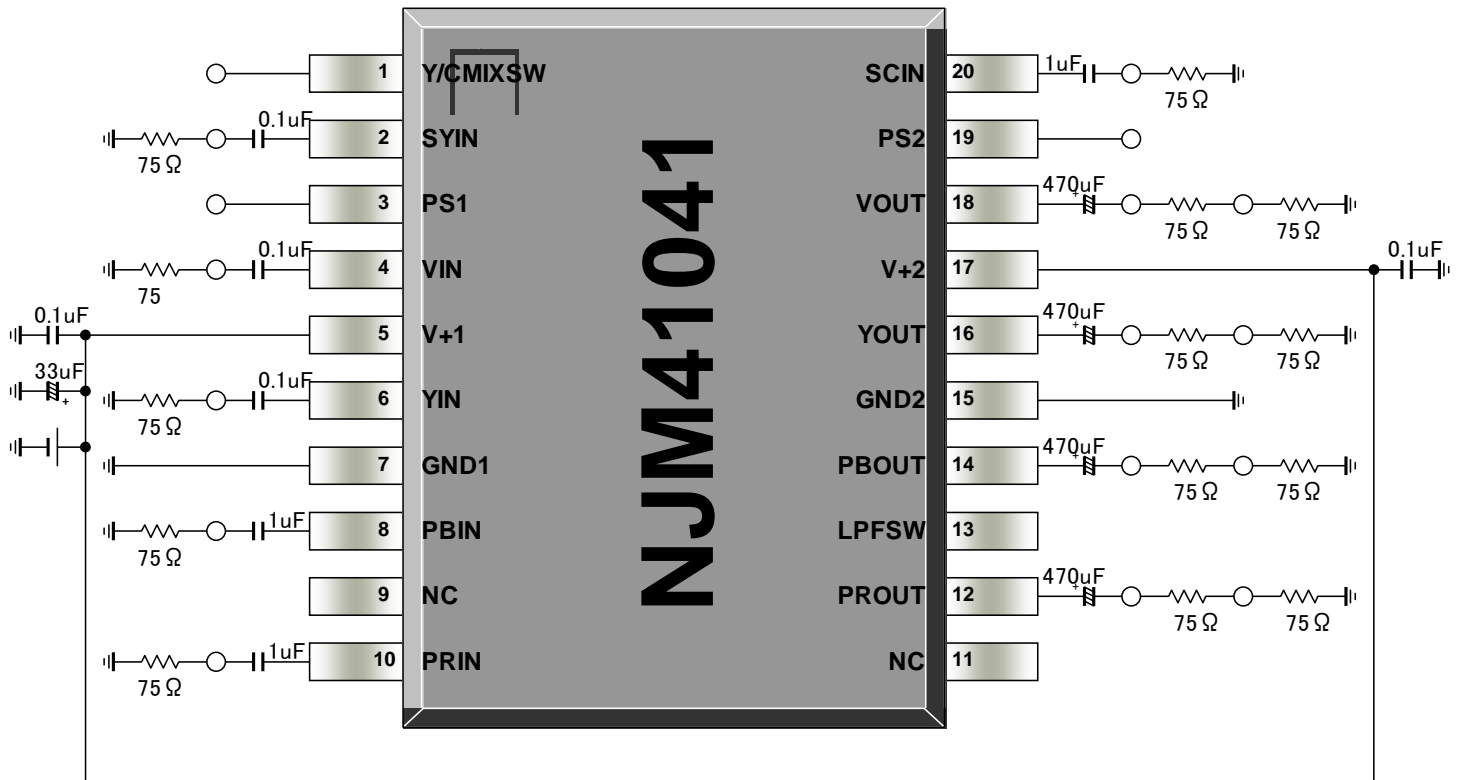 1 Y/CMIXSW
0.1uF
75Ω
2 SYIN
3 PS1
0.1uF
75
4 VIN
0.1uF
5 V+1
33uF
+
0.1uF
75Ω
6 YIN
7 GND1
1uF
75Ω
8 PBIN
9 NC
1uF
75Ω
10 PRIN
NJM41041
SCIN 20
1uF
75Ω
PS2 19
VOUT 18
470uF
+
75Ω 75Ω
V+2 17
0.1uF
YOUT 16
470uF
+
75Ω 75Ω
GND2 15
PBOUT 14
470uF
+
75Ω 75Ω
LPFSW 13
PROUT 12
470uF
+
75Ω 75Ω
NC 11